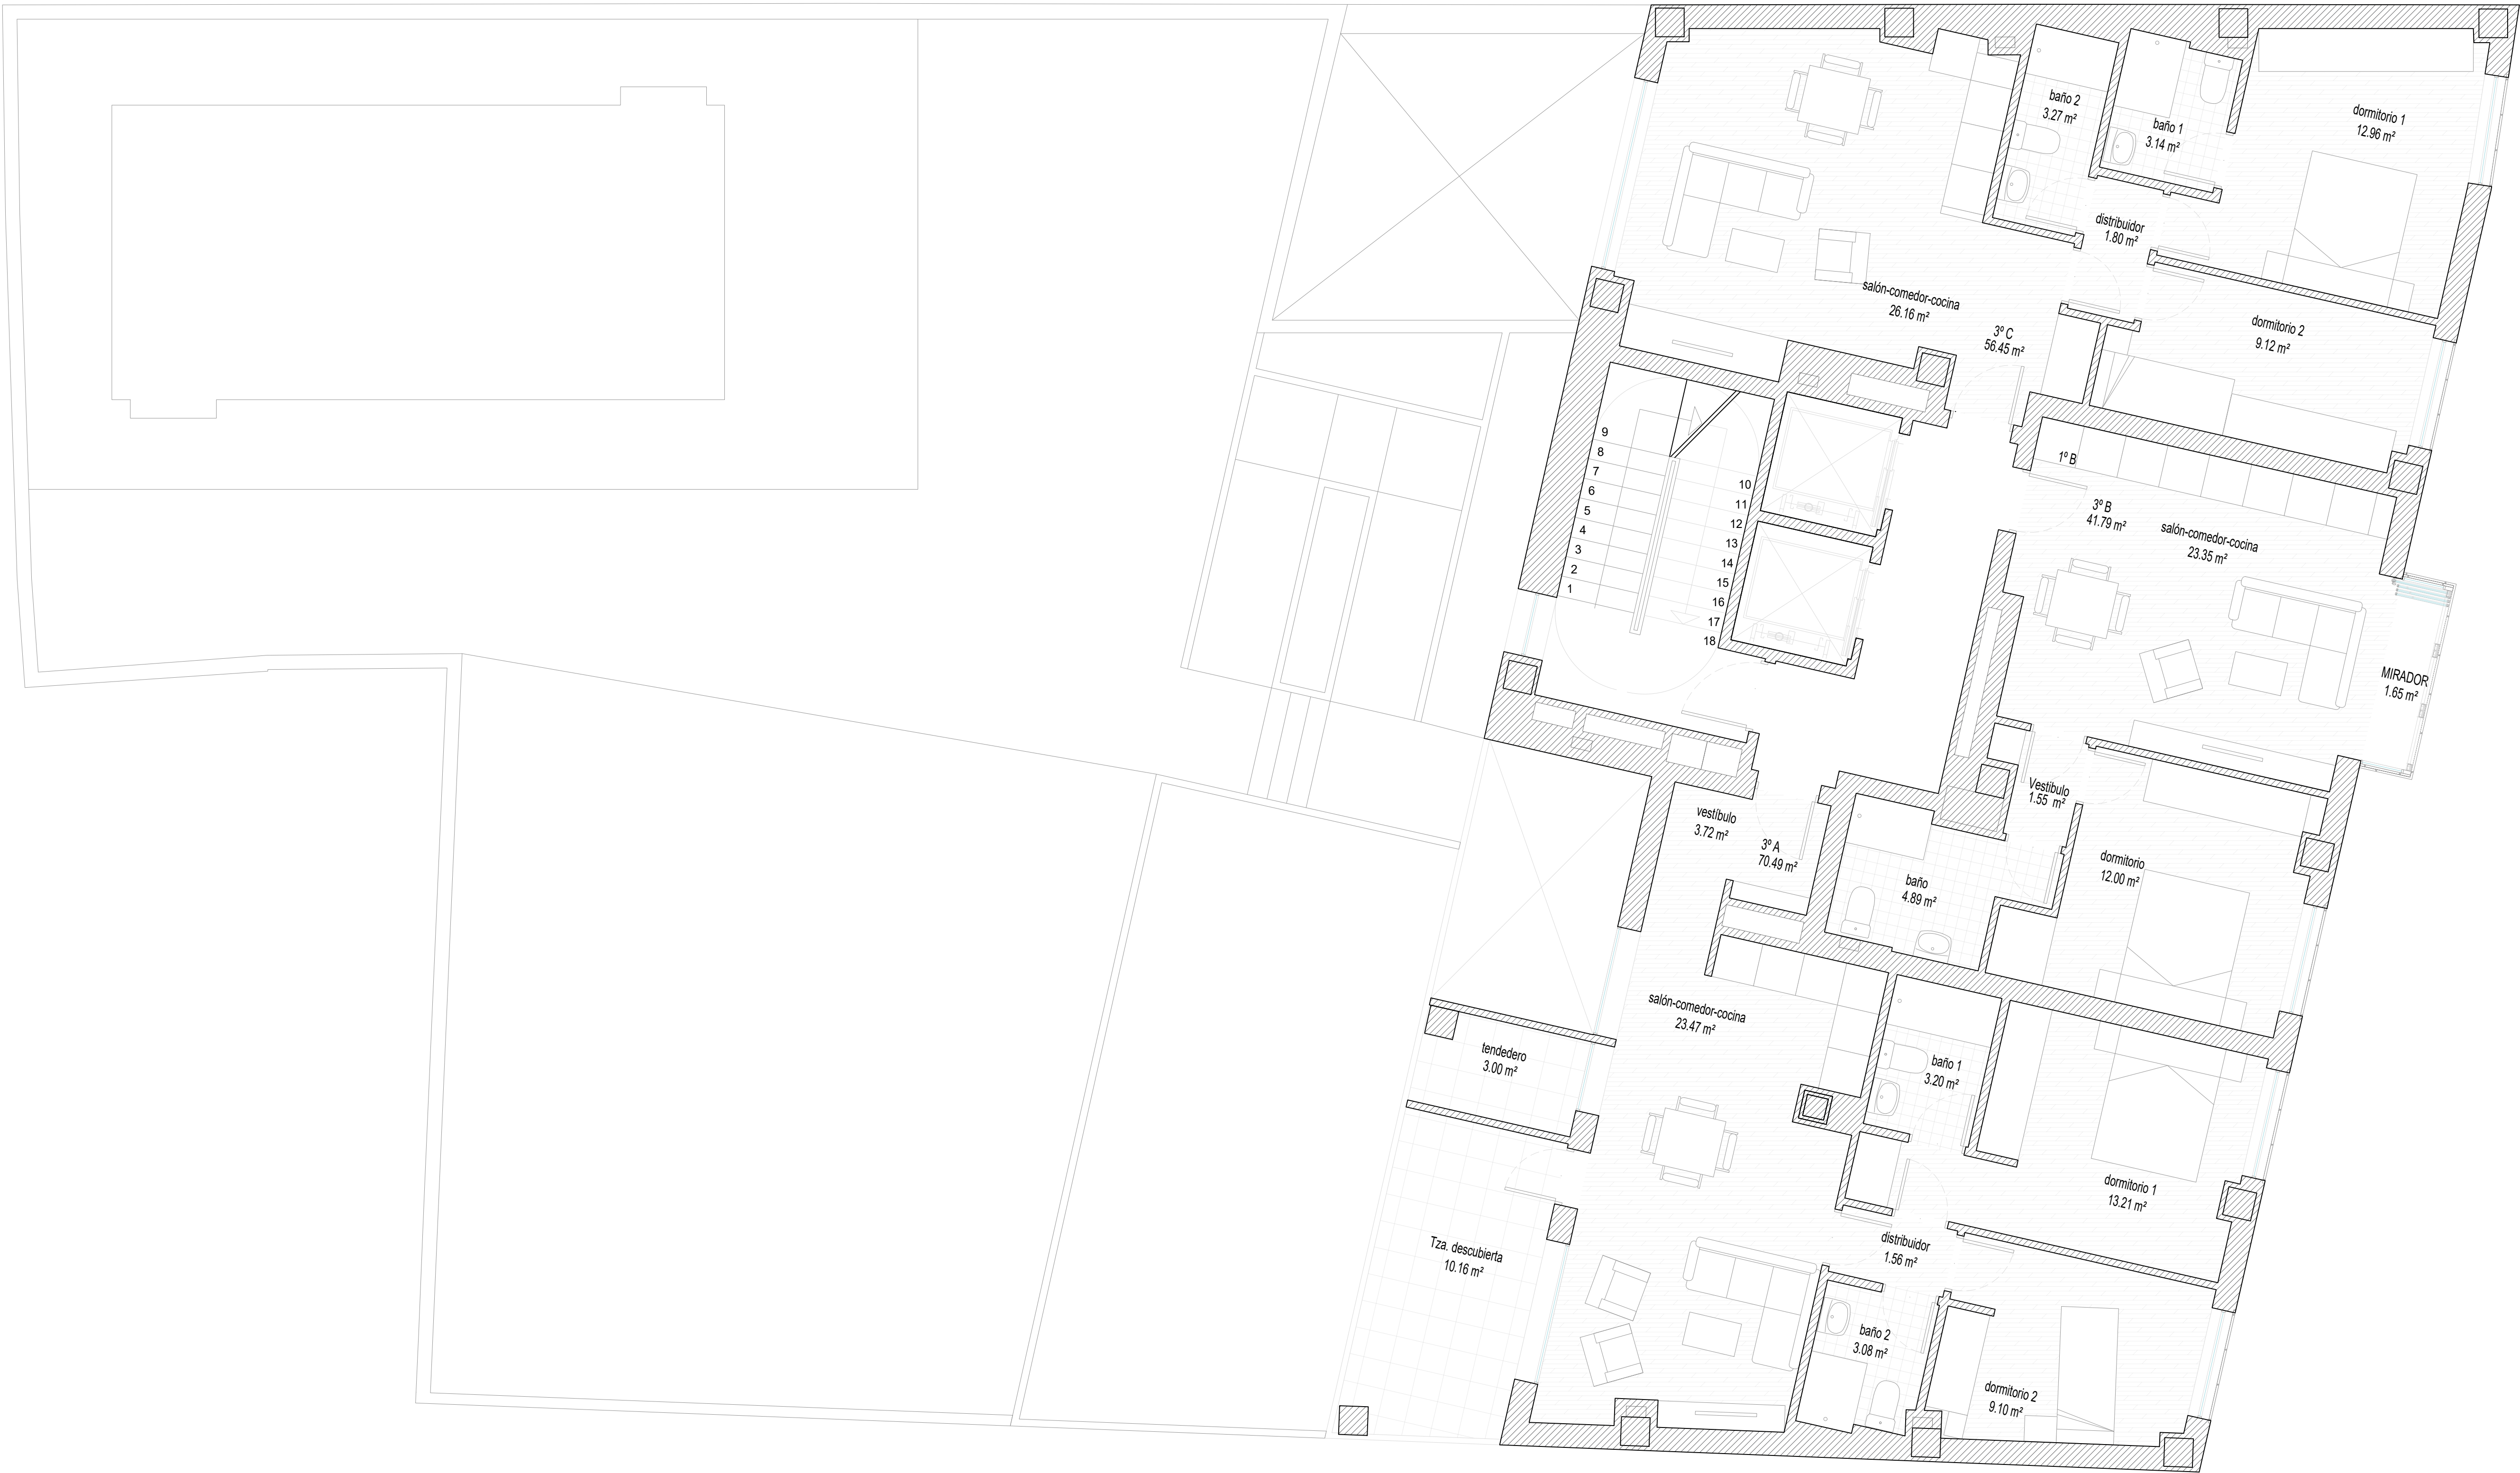 baño 2
3.27 m²
baño 1
3.14 m²
dormitorio 1
12.96 m²
distribuidor
1.80 m²
salón-comedor-cocina
26.16 m²
3º C
56.45 m²
dormitorio 2
9.12 m²
9
8
7
6
5
4
3
2
1
10
11
12
13
14
15
16
17
18
1º B
3º B
41.79 m²
salón-comedor-cocina
23.35 m²
MIRADOR
1.65 m²
Vestíbulo
1.55 m²
vestíbulo
3.72 m²
3º A
70.49 m²
baño
4.89 m²
dormitorio
12.00 m²
salón-comedor-cocina
23.47 m²
tendedero
3.00 m²
baño 1
3.20 m²
dormitorio 1
13.21 m²
Tza. descubierta
10.16 m²
distribuidor
1.56 m²
baño 2
3.08 m²
dormitorio 2
9.10 m²